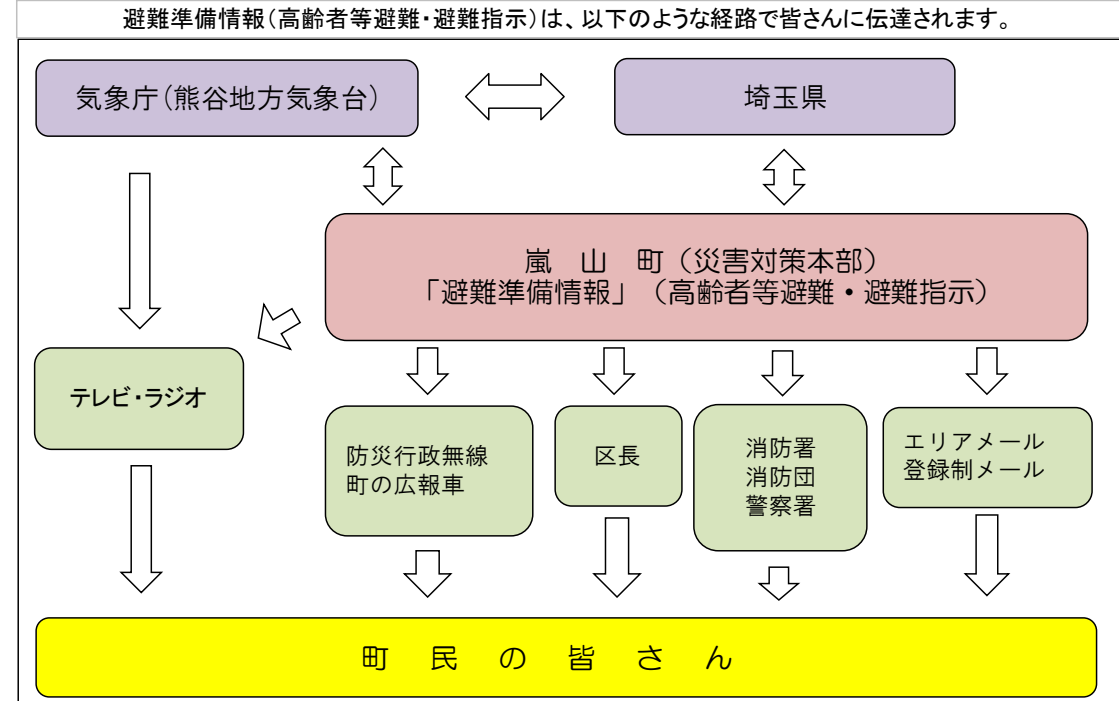 避難準備情報(高齢者等避難・避難指示)は、以下のような経路で皆さんに伝達されます。
気象庁(熊谷地方気象台)
埼玉県
嵐　山　町(災害対策本部)
「避難準備情報」(高齢者等避難・避難指示)
テレビ・ラジオ
防災行政無線
町の広報車
区長
消防署
消防団
警察署
エリアメール
登録制メール
町　民　の　皆　さ　ん